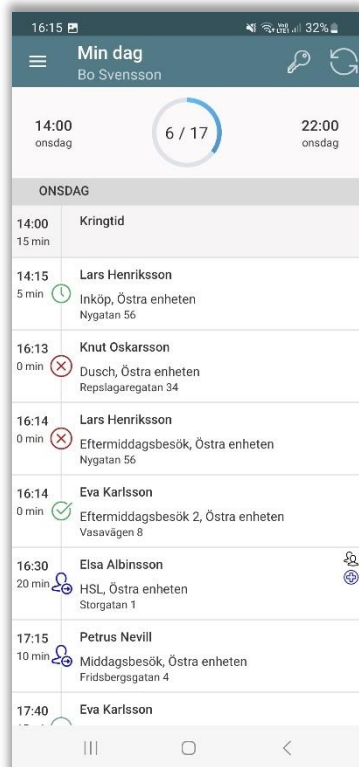 16:15 32%
Min dag
Bo Svensson
14:00
onsdag
6 / 17
22:00
onsdag
ONSDAG
14:00 Kringtid
15 min
14:15 Lars Henriksson
5 min Inköp, Östra enheten
Nygatan 56
16:13 Knut Oskarsson
0 min Dusch, Östra enheten
Repslagaregatan 34
16:14 Lars Henriksson
0 min Eftermiddagsbesök, Östra enheten
Nygatan 56
16:14 Eva Karlsson
0 min Eftermiddagsbesök 2, Östra enheten
Vasavägen 8
16:30 Elsa Albinsson
20 min HSL, Östra enheten
Storgatan 1
17:15 Petrus Nevill
10 min Middagsbesök, Östra enheten
Fridsbergsgatan 4
17:40 Eva Karlsson